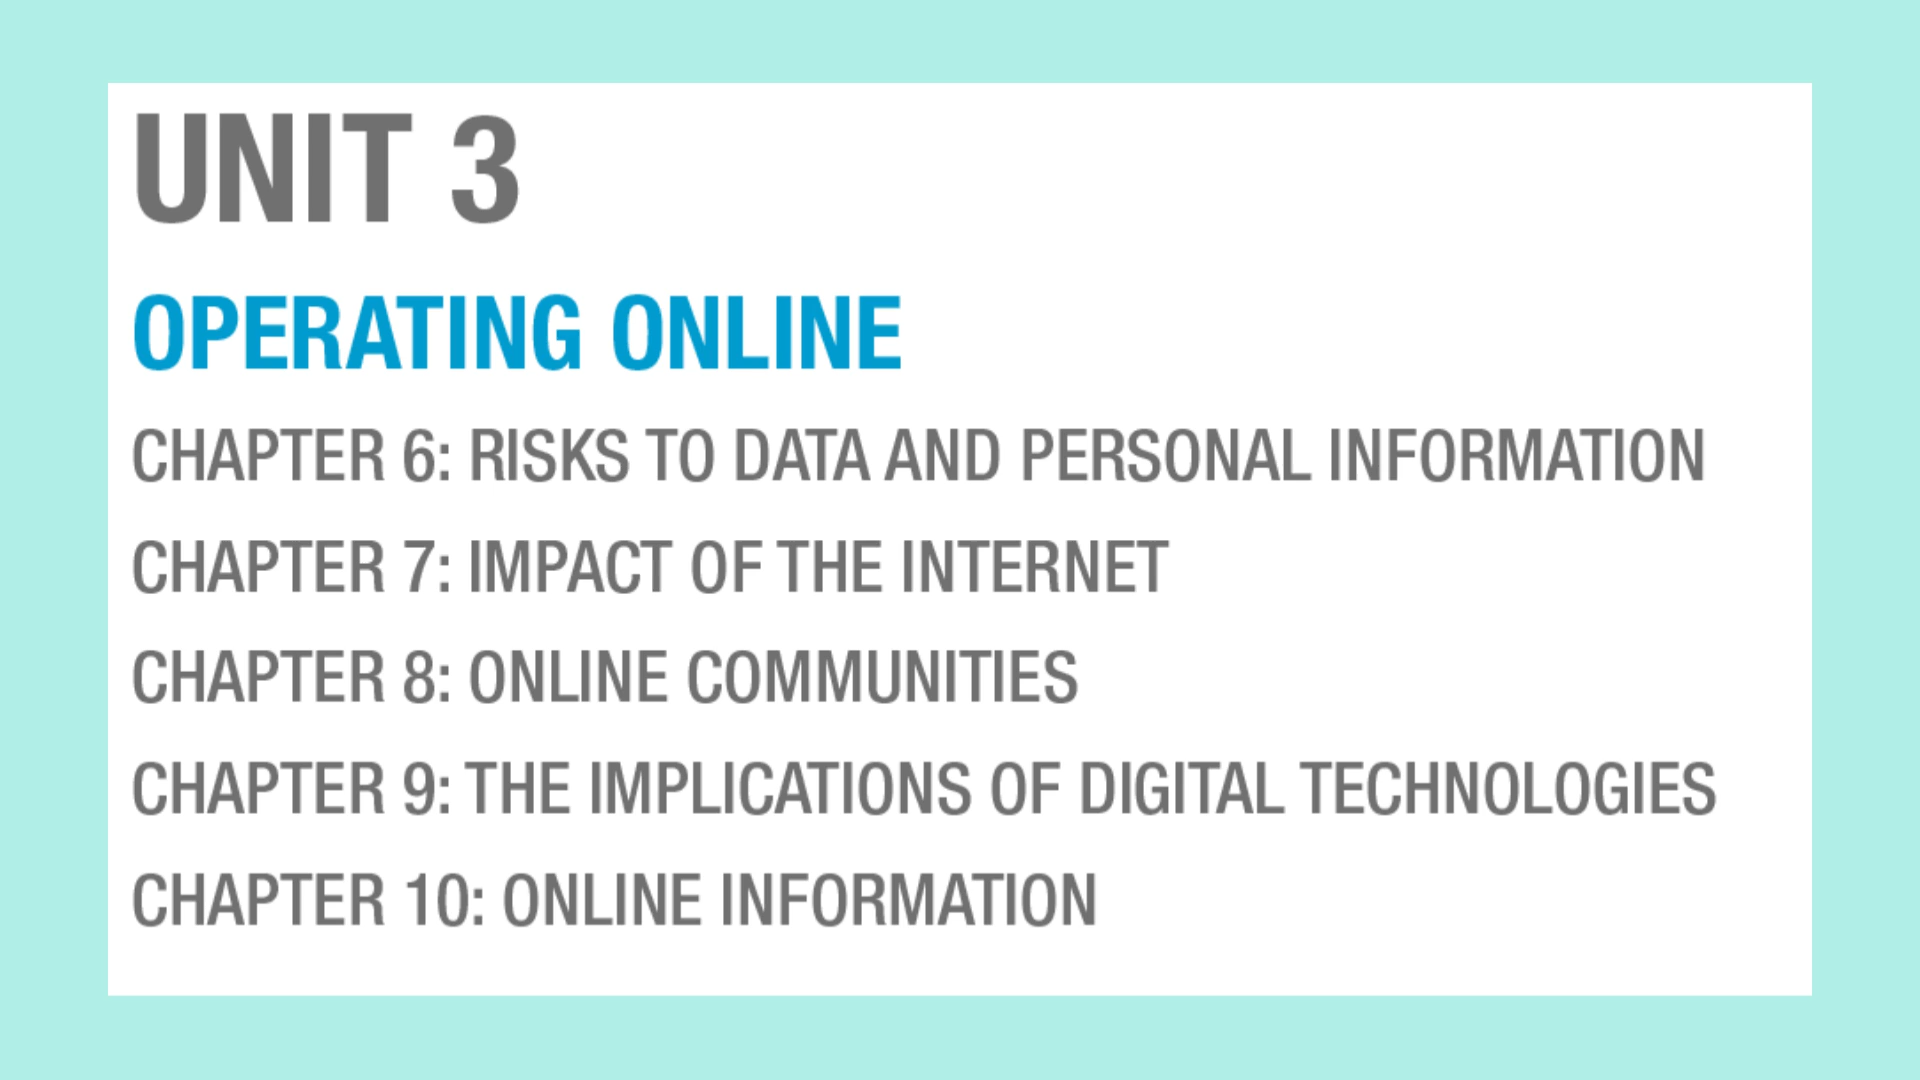 UNIT 3
OPERATING ONLINE
CHAPTER 6: RISKS TO DATA AND PERSONAL INFORMATION
CHAPTER 7: IMPACT OF THE INTERNET
CHAPTER 8: ONLINE COMMUNITIES
CHAPTER 9: THE IMPLICATIONS OF DIGITAL TECHNOLOGIES
CHAPTER 10: ONLINE INFORMATION